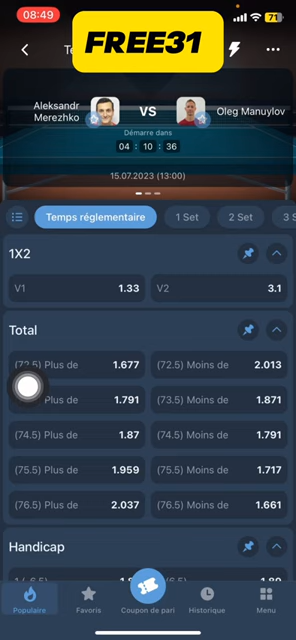 08:49
71
FREE31
Te
Aleksandr Merezhko
VS
Oleg Manuylov
Démarre dans
04 : 10 : 36
15.07.2023 (13:00)
Temps réglementaire
1 Set
2 Set
3 S
1X2
V1 1.33
V2 3.1
Total
(72.5) Plus de 1.677
(72.5) Moins de 2.013
Plus de 1.791
(73.5) Moins de 1.871
(74.5) Plus de 1.87
(74.5) Moins de 1.791
(75.5) Plus de 1.959
(75.5) Moins de 1.717
(76.5) Plus de 2.037
(76.5) Moins de 1.661
Handicap
Populaire
Favoris
Coupon de pari
Historique
Menu